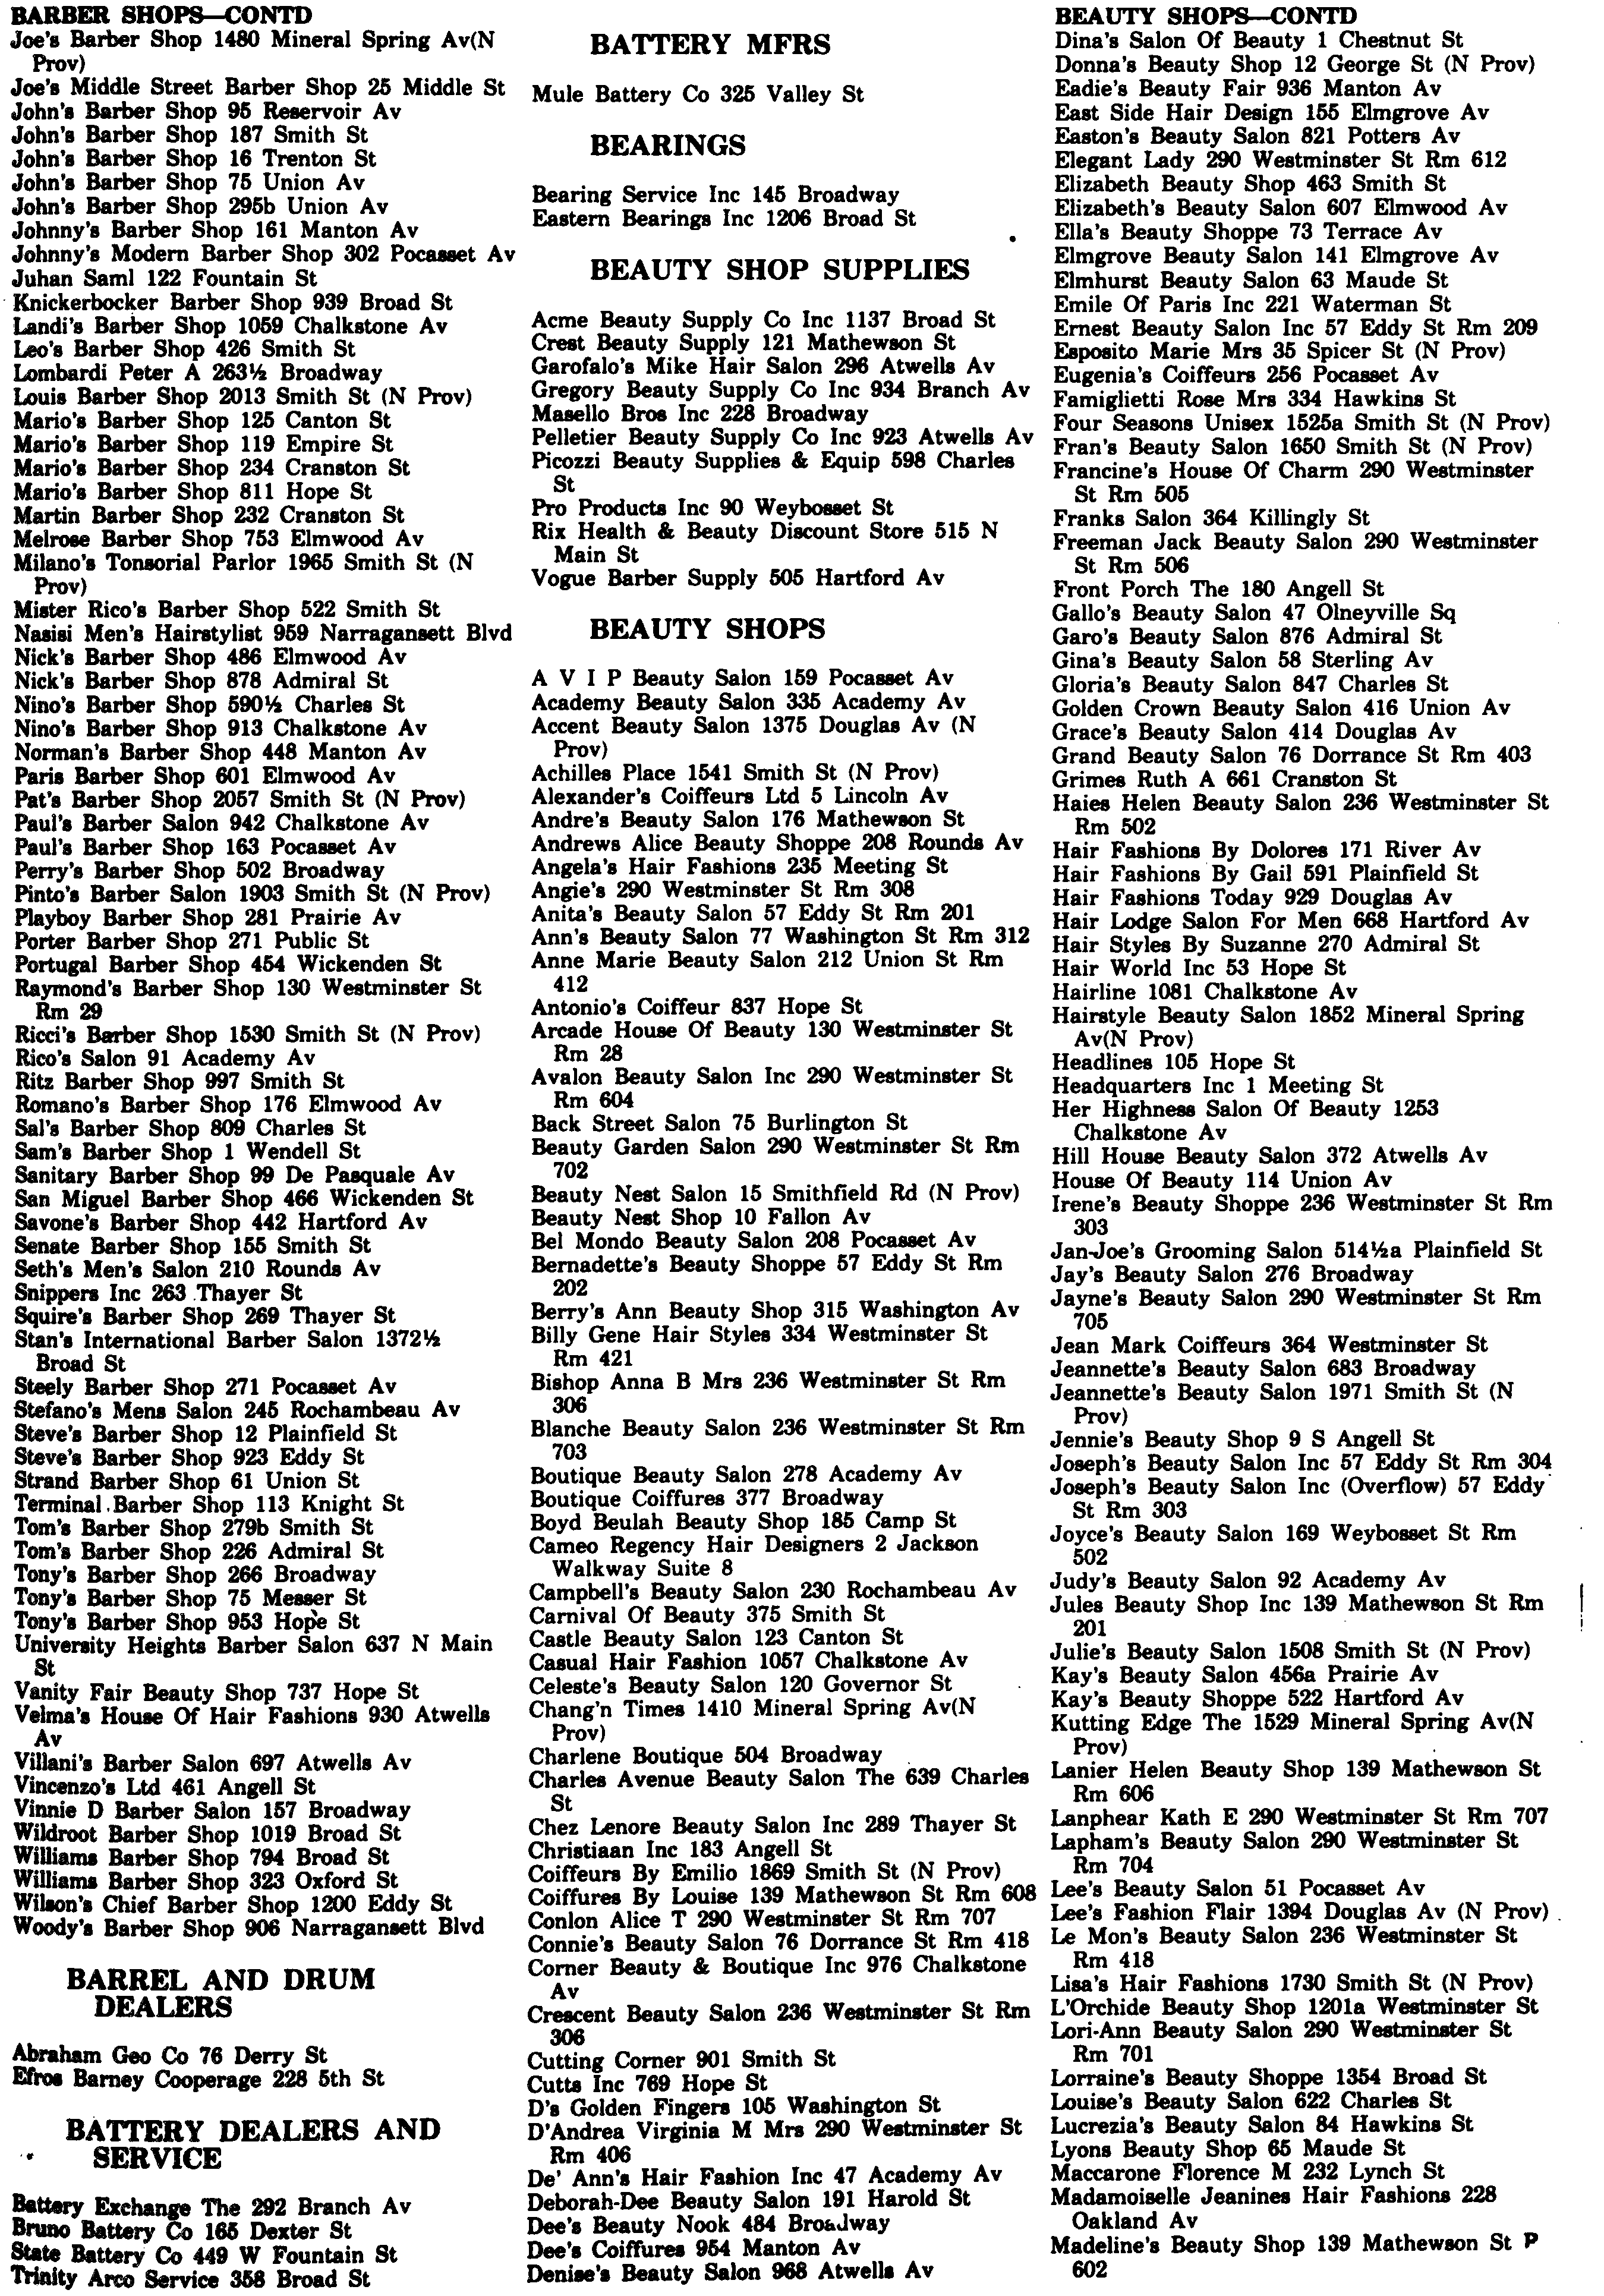 BARBER SHOPS—CONTD
Joe's Barber Shop 1480 Mineral Spring Av(N
Prov)
Joe's Middle Street Barber Shop 25 Middle St
John's Barber Shop 95 Reservoir Av
John's Barber Shop 187 Smith St
John's Barber Shop 16 Trenton St
John's Barber Shop 75 Union Av
John's Barber Shop 295b Union Av
Johnny's Barber Shop 161 Manton Av
Johnny's Modern Barber Shop 302 Pocasset Av
Juhan Saml 122 Fountain St
Knickerbocker Barber Shop 939 Broad St
Landi's Barber Shop 1059 Chalkstone Av
Leo's Barber Shop 426 Smith St
Lombardi Peter A 263½ Broadway
Louis Barber Shop 2013 Smith St (N Prov)
Mario's Barber Shop 125 Canton St
Mario's Barber Shop 119 Empire St
Mario's Barber Shop 234 Cranston St
Mario's Barber Shop 811 Hope St
Martin Barber Shop 232 Cranston St
Melrose Barber Shop 753 Elmwood Av
Milano's Tonsorial Parlor 1965 Smith St (N
Prov)
Mister Rico's Barber Shop 522 Smith St
Nasisi Men's Hairstylist 959 Narragansett Blvd
Nick's Barber Shop 486 Elmwood Av
Nick's Barber Shop 878 Admiral St
Nino's Barber Shop 590½ Charles St
Nino's Barber Shop 913 Chalkstone Av
Norman's Barber Shop 448 Manton Av
Paris Barber Shop 601 Elmwood Av
Pat's Barber Shop 2057 Smith St (N Prov)
Paul's Barber Salon 942 Chalkstone Av
Paul's Barber Shop 163 Pocasset Av
Perry's Barber Shop 502 Broadway
Pinto's Barber Salon 1903 Smith St (N Prov)
Playboy Barber Shop 281 Prairie Av
Porter Barber Shop 271 Public St
Portugal Barber Shop 454 Wickenden St
Raymond's Barber Shop 130 Westminster St
Rm 29
Ricci's Barber Shop 1530 Smith St (N Prov)
Rico's Salon 91 Academy Av
Ritz Barber Shop 997 Smith St
Romano's Barber Shop 176 Elmwood Av
Sal's Barber Shop 809 Charles St
Sam's Barber Shop 1 Wendell St
Sanitary Barber Shop 99 De Pasquale Av
San Miguel Barber Shop 466 Wickenden St
Savone's Barber Shop 442 Hartford Av
Senate Barber Shop 155 Smith St
Seth's Men's Salon 210 Rounds Av
Snippers Inc 263 Thayer St
Squire's Barber Shop 269 Thayer St
Stan's International Barber Salon 1372½
Broad St
Steely Barber Shop 271 Pocasset Av
Stefano's Mens Salon 245 Rochambeau Av
Steve's Barber Shop 12 Plainfield St
Steve's Barber Shop 923 Eddy St
Strand Barber Shop 61 Union St
Terminal Barber Shop 113 Knight St
Tom's Barber Shop 279b Smith St
Tom's Barber Shop 226 Admiral St
Tony's Barber Shop 266 Broadway
Tony's Barber Shop 75 Messer St
Tony's Barber Shop 953 Hope St
University Heights Barber Salon 637 N Main
St
Vanity Fair Beauty Shop 737 Hope St
Velma's House Of Hair Fashions 930 Atwells
Av
Villani's Barber Salon 697 Atwells Av
Vincenzo's Ltd 461 Angell St
Vinnie D Barber Salon 157 Broadway
Wildroot Barber Shop 1019 Broad St
Williams Barber Shop 794 Broad St
Williams Barber Shop 323 Oxford St
Wilson's Chief Barber Shop 1200 Eddy St
Woody's Barber Shop 906 Narragansett Blvd
BARREL AND DRUM
DEALERS
Abraham Geo Co 76 Derry St
Efros Barney Cooperage 228 5th St
BATTERY DEALERS AND
SERVICE
Battery Exchange The 292 Branch Av
Bruno Battery Co 165 Dexter St
State Battery Co 449 W Fountain St
Trinity Arco Service 358 Broad St
BATTERY MFRS
Mule Battery Co 325 Valley St
BEARINGS
Bearing Service Inc 145 Broadway
Eastern Bearings Inc 1206 Broad St
BEAUTY SHOP SUPPLIES
Acme Beauty Supply Co Inc 1137 Broad St
Crest Beauty Supply 121 Mathewson St
Garofalo's Mike Hair Salon 296 Atwells Av
Gregory Beauty Supply Co Inc 934 Branch Av
Masello Bros Inc 228 Broadway
Pelletier Beauty Supply Co Inc 923 Atwells Av
Picozzi Beauty Supplies & Equip 598 Charles
St
Pro Products Inc 90 Weybosset St
Rix Health & Beauty Discount Store 515 N
Main St
Vogue Barber Supply 505 Hartford Av
BEAUTY SHOPS
A V I P Beauty Salon 159 Pocasset Av
Academy Beauty Salon 335 Academy Av
Accent Beauty Salon 1375 Douglas Av (N
Prov)
Achilles Place 1541 Smith St (N Prov)
Alexander's Coiffeurs Ltd 5 Lincoln Av
Andre's Beauty Salon 176 Mathewson St
Andrews Alice Beauty Shoppe 208 Rounds Av
Angela's Hair Fashions 235 Meeting St
Angie's 290 Westminster St Rm 308
Anita's Beauty Salon 57 Eddy St Rm 201
Ann's Beauty Salon 77 Washington St Rm 312
Anne Marie Beauty Salon 212 Union St Rm
412
Antonio's Coiffeur 837 Hope St
Arcade House Of Beauty 130 Westminster St
Rm 28
Avalon Beauty Salon Inc 290 Westminster St
Rm 604
Back Street Salon 75 Burlington St
Beauty Garden Salon 290 Westminster St Rm
702
Beauty Nest Salon 15 Smithfield Rd (N Prov)
Beauty Nest Shop 10 Fallon Av
Bel Mondo Beauty Salon 208 Pocasset Av
Bernadette's Beauty Shoppe 57 Eddy St Rm
202
Berry's Ann Beauty Shop 315 Washington Av
Billy Gene Hair Styles 334 Westminster St
Rm 421
Bishop Anna B Mrs 236 Westminster St Rm
306
Blanche Beauty Salon 236 Westminster St Rm
703
Boutique Beauty Salon 278 Academy Av
Boutique Coiffures 377 Broadway
Boyd Beulah Beauty Shop 185 Camp St
Cameo Regency Hair Designers 2 Jackson
Walkway Suite 8
Campbell's Beauty Salon 230 Rochambeau Av
Carnival Of Beauty 375 Smith St
Castle Beauty Salon 123 Canton St
Casual Hair Fashion 1057 Chalkstone Av
Celeste's Beauty Salon 120 Governor St
Chang'n Times 1410 Mineral Spring Av(N
Prov)
Charlene Boutique 504 Broadway
Charles Avenue Beauty Salon The 639 Charles
St
Chez Lenore Beauty Salon Inc 289 Thayer St
Christiaan Inc 183 Angell St
Coiffeurs By Emilio 1869 Smith St (N Prov)
Coiffures By Louise 139 Mathewson St Rm 608
Conlon Alice T 290 Westminster St Rm 707
Connie's Beauty Salon 76 Dorrance St Rm 418
Corner Beauty & Boutique Inc 976 Chalkstone
Av
Crescent Beauty Salon 236 Westminster St Rm
306
Cutting Corner 901 Smith St
Cutts Inc 769 Hope St
D's Golden Fingers 105 Washington St
D'Andrea Virginia M Mrs 290 Westminster St
Rm 406
De' Ann's Hair Fashion Inc 47 Academy Av
Deborah-Dee Beauty Salon 191 Harold St
Dee's Beauty Nook 484 Broadway
Dee's Coiffures 954 Manton Av
Denise's Beauty Salon 968 Atwells Av
BEAUTY SHOPS—CONTD
Dina's Salon Of Beauty 1 Chestnut St
Donna's Beauty Shop 12 George St (N Prov)
Eadie's Beauty Fair 936 Manton Av
East Side Hair Design 155 Elmgrove Av
Easton's Beauty Salon 821 Potters Av
Elegant Lady 290 Westminster St Rm 612
Elizabeth Beauty Shop 463 Smith St
Elizabeth's Beauty Salon 607 Elmwood Av
Ella's Beauty Shoppe 73 Terrace Av
Elmgrove Beauty Salon 141 Elmgrove Av
Elmhurst Beauty Salon 63 Maude St
Emile Of Paris Inc 221 Waterman St
Ernest Beauty Salon Inc 57 Eddy St Rm 209
Esposito Marie Mrs 35 Spicer St (N Prov)
Eugenia's Coiffeurs 256 Pocasset Av
Famiglietti Rose Mrs 334 Hawkins St
Four Seasons Unisex 1525a Smith St (N Prov)
Fran's Beauty Salon 1650 Smith St (N Prov)
Francine's House Of Charm 290 Westminster
St Rm 505
Franks Salon 364 Killingly St
Freeman Jack Beauty Salon 290 Westminster
St Rm 506
Front Porch The 180 Angell St
Gallo's Beauty Salon 47 Olneyville Sq
Garo's Beauty Salon 876 Admiral St
Gina's Beauty Salon 58 Sterling Av
Gloria's Beauty Salon 847 Charles St
Golden Crown Beauty Salon 416 Union Av
Grace's Beauty Salon 414 Douglas Av
Grand Beauty Salon 76 Dorrance St Rm 403
Grimes Ruth A 661 Cranston St
Haies Helen Beauty Salon 236 Westminster St
Rm 502
Hair Fashions By Dolores 171 River Av
Hair Fashions By Gail 591 Plainfield St
Hair Fashions Today 929 Douglas Av
Hair Lodge Salon For Men 668 Hartford Av
Hair Styles By Suzanne 270 Admiral St
Hair World Inc 53 Hope St
Hairline 1081 Chalkstone Av
Hairstyle Beauty Salon 1852 Mineral Spring
Av(N Prov)
Headlines 105 Hope St
Headquarters Inc 1 Meeting St
Her Highness Salon Of Beauty 1253
Chalkstone Av
Hill House Beauty Salon 372 Atwells Av
House Of Beauty 114 Union Av
Irene's Beauty Shoppe 236 Westminster St Rm
303
Jan-Joe's Grooming Salon 514½a Plainfield St
Jay's Beauty Salon 276 Broadway
Jayne's Beauty Salon 290 Westminster St Rm
705
Jean Mark Coiffeurs 364 Westminster St
Jeannette's Beauty Salon 683 Broadway
Jeannette's Beauty Salon 1971 Smith St (N
Prov)
Jennie's Beauty Shop 9 S Angell St
Joseph's Beauty Salon Inc 57 Eddy St Rm 304
Joseph's Beauty Salon Inc (Overflow) 57 Eddy
St Rm 303
Joyce's Beauty Salon 169 Weybosset St Rm
502
Judy's Beauty Salon 92 Academy Av
Jules Beauty Shop Inc 139 Mathewson St Rm
201
Julie's Beauty Salon 1508 Smith St (N Prov)
Kay's Beauty Salon 456a Prairie Av
Kay's Beauty Shoppe 522 Hartford Av
Kutting Edge The 1529 Mineral Spring Av(N
Prov)
Lanier Helen Beauty Shop 139 Mathewson St
Rm 606
Lanphear Kath E 290 Westminster St Rm 707
Lapham's Beauty Salon 290 Westminster St
Rm 704
Lee's Beauty Salon 51 Pocasset Av
Lee's Fashion Flair 1394 Douglas Av (N Prov)
Le Mon's Beauty Salon 236 Westminster St
Rm 418
Lisa's Hair Fashions 1730 Smith St (N Prov)
L'Orchide Beauty Shop 1201a Westminster St
Lori-Ann Beauty Salon 290 Westminster St
Rm 701
Lorraine's Beauty Shoppe 1354 Broad St
Louise's Beauty Salon 622 Charles St
Lucrezia's Beauty Salon 84 Hawkins St
Lyons Beauty Shop 65 Maude St
Maccarone Florence M 232 Lynch St
Madamoiselle Jeanines Hair Fashions 228
Oakland Av
Madeline's Beauty Shop 139 Mathewson St
602